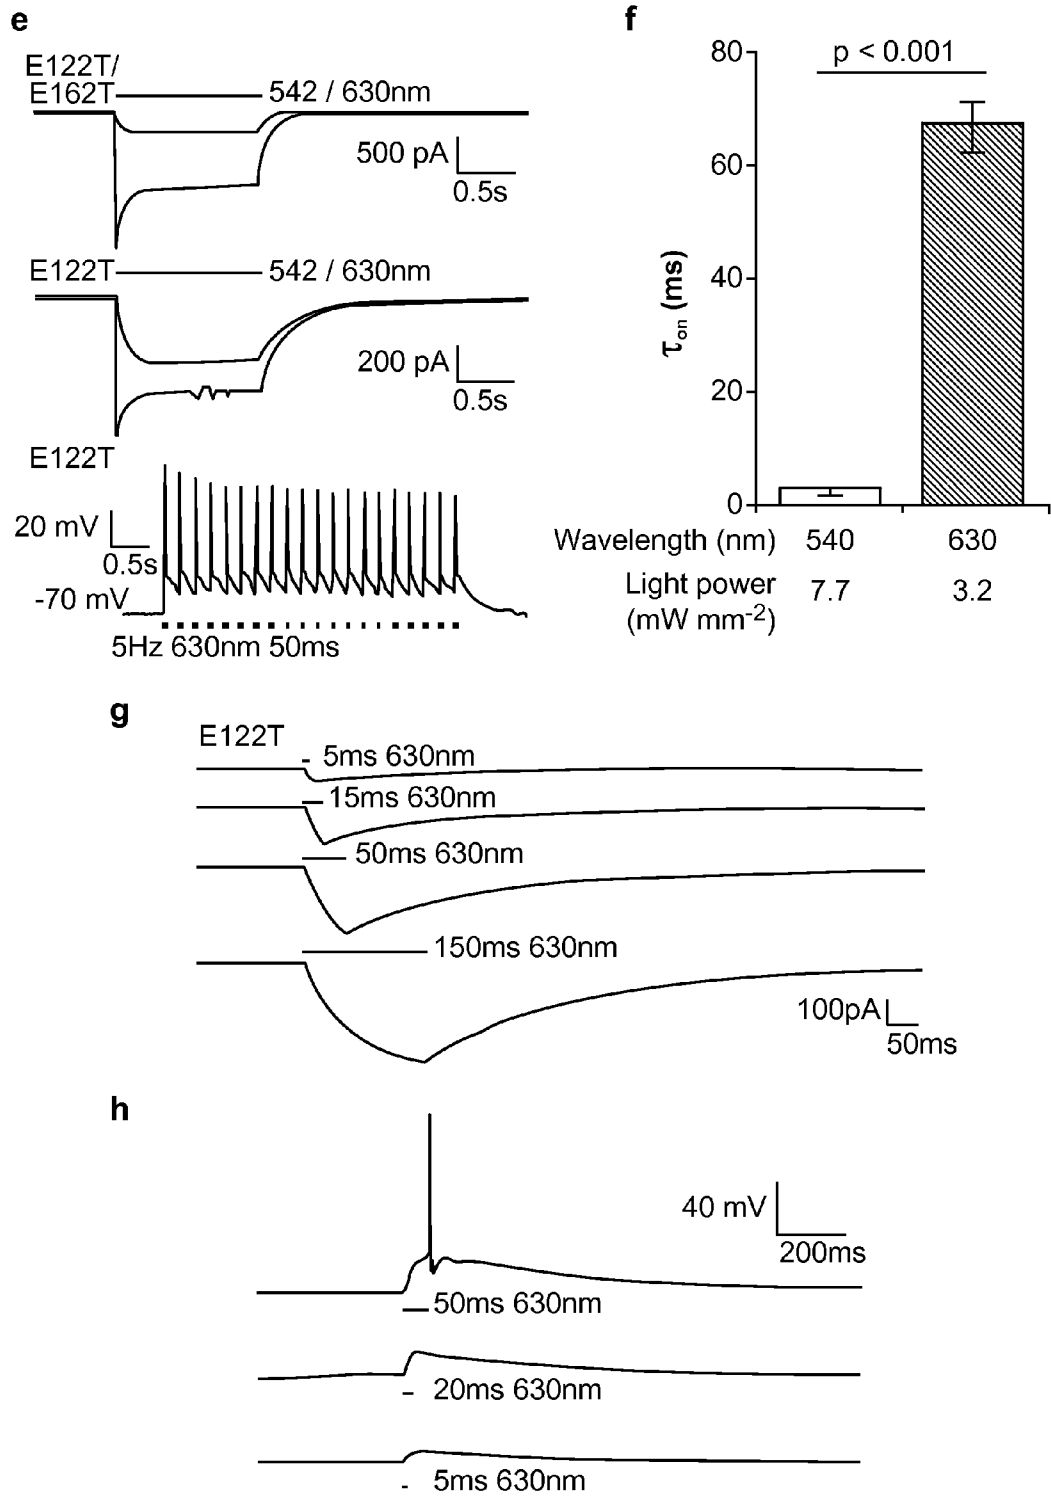 e
E122T/
E162T
542 / 630nm
500 pA
0.5s
E122T
542 / 630nm
200 pA
0.5s
E122T
20 mV
0.5s
-70 mV
5Hz 630nm 50ms
f
80
p < 0.001
60
40
20
0
τon (ms)
Wavelength (nm) 540 630
Light power
(mW mm-2)
7.7 3.2
g
E122T
5ms 630nm
15ms 630nm
50ms 630nm
150ms 630nm
100pA
50ms
h
40 mV
200ms
50ms 630nm
20ms 630nm
5ms 630nm